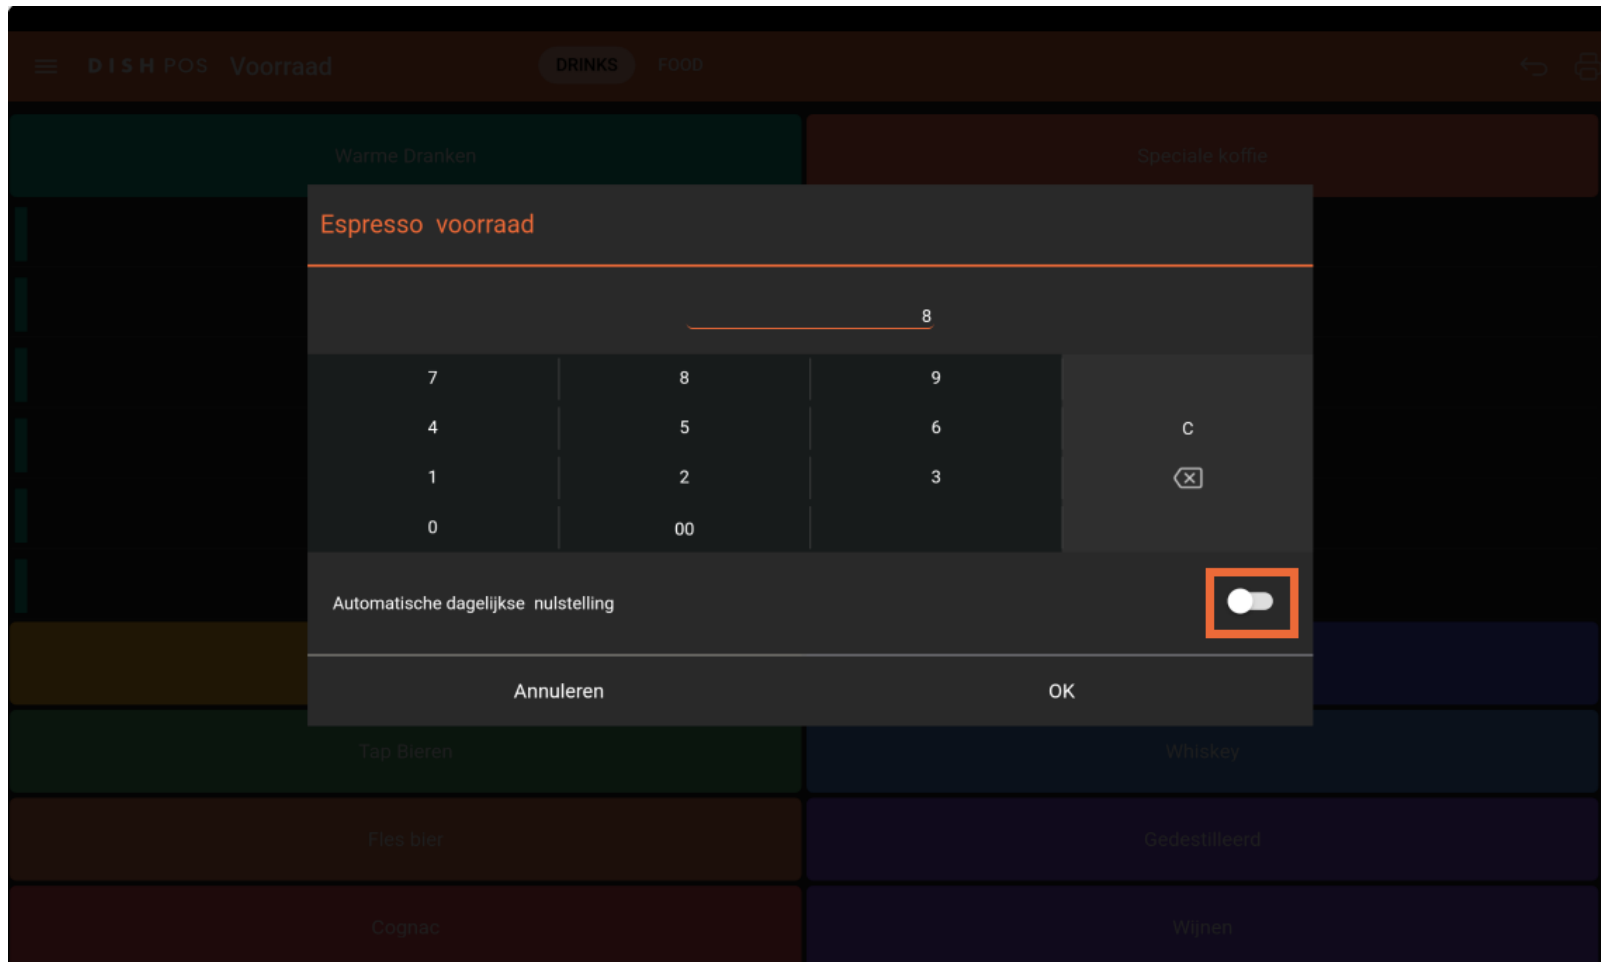 DISH POS Voorraad DRINKS FOOD
Warme Dranken Speciale koffie
Espresso voorraad
8
7 8 9
4 5 6 C
1 2 3
0 00
Automatische dagelijkse nulstelling
Annuleren OK
Tap Bieren Whiskey
Fles bier Gedestilleerd
Cognac Wijnen